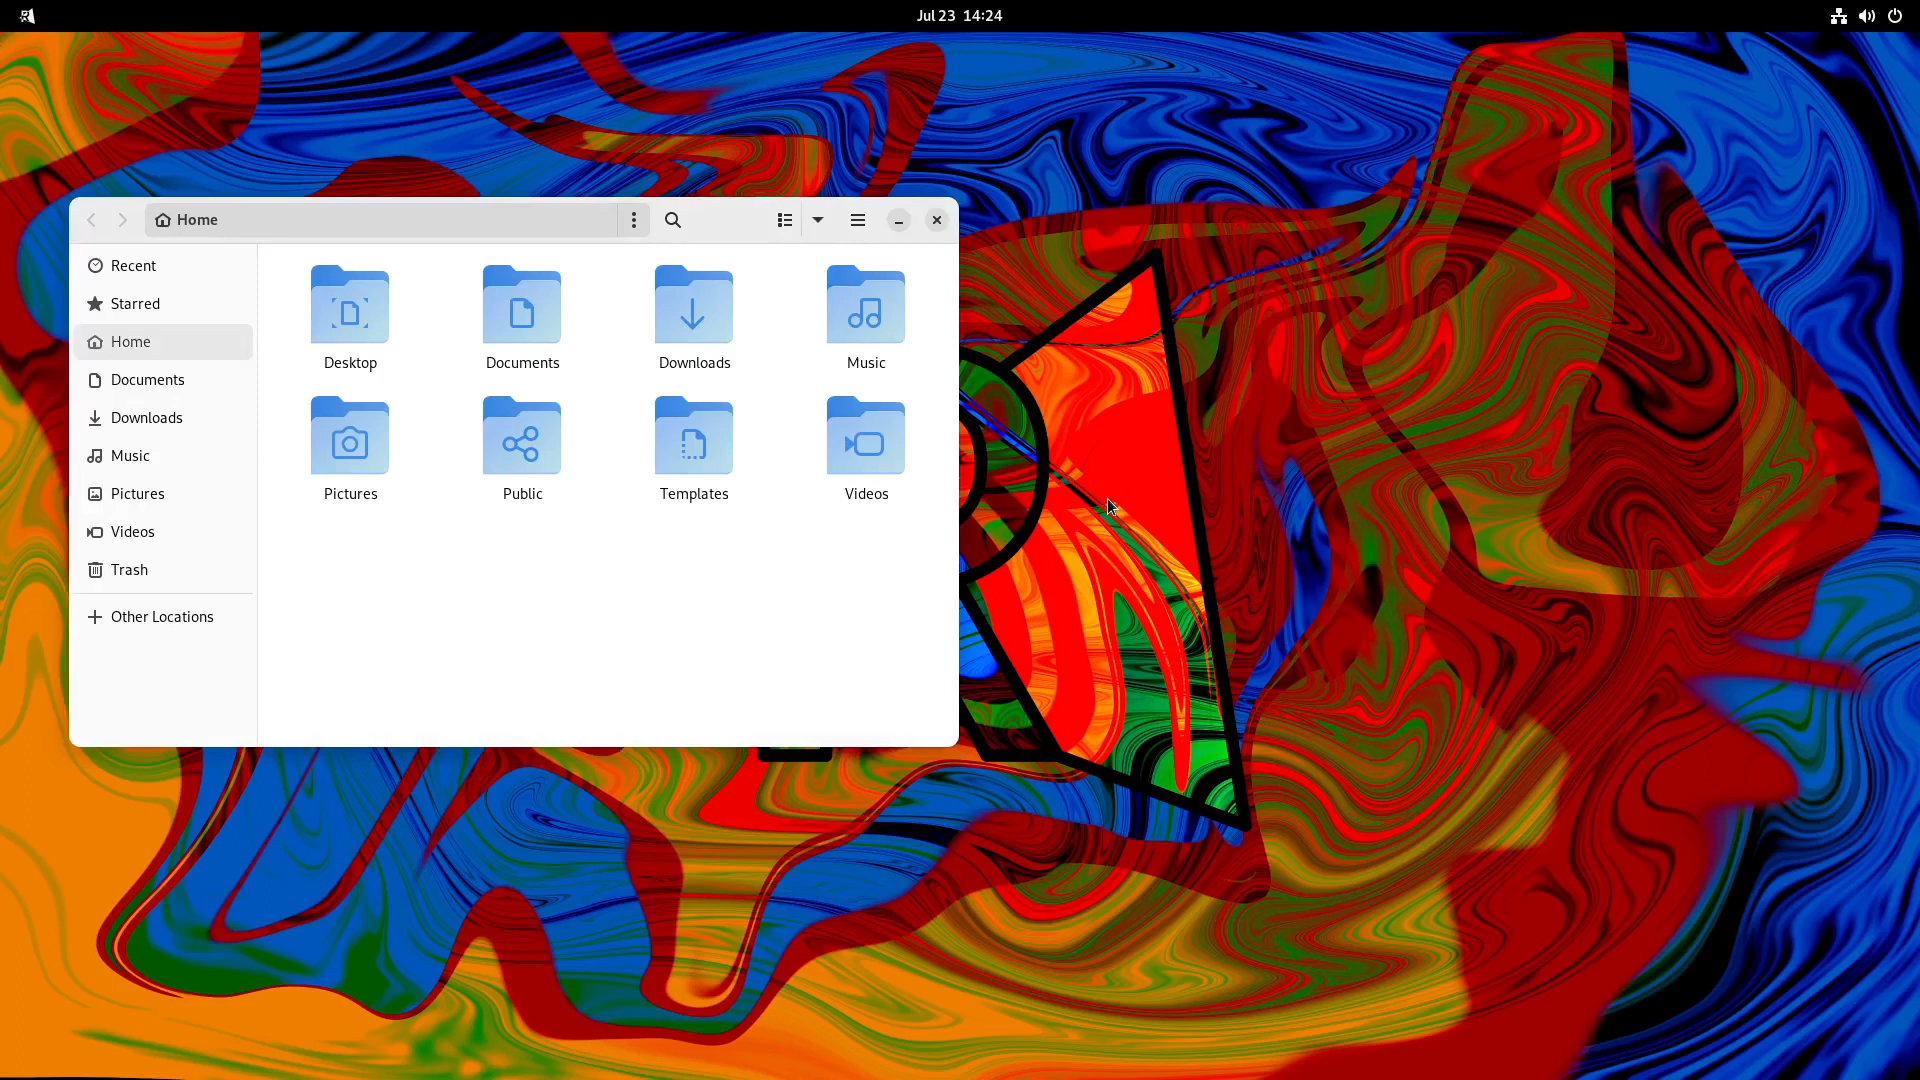 Jul 23 14:24
Home
Recent
Starred
Home
Documents
Downloads
Music
Pictures
Videos
Trash
Other Locations
Desktop
Documents
Downloads
Music
Pictures
Public
Templates
Videos